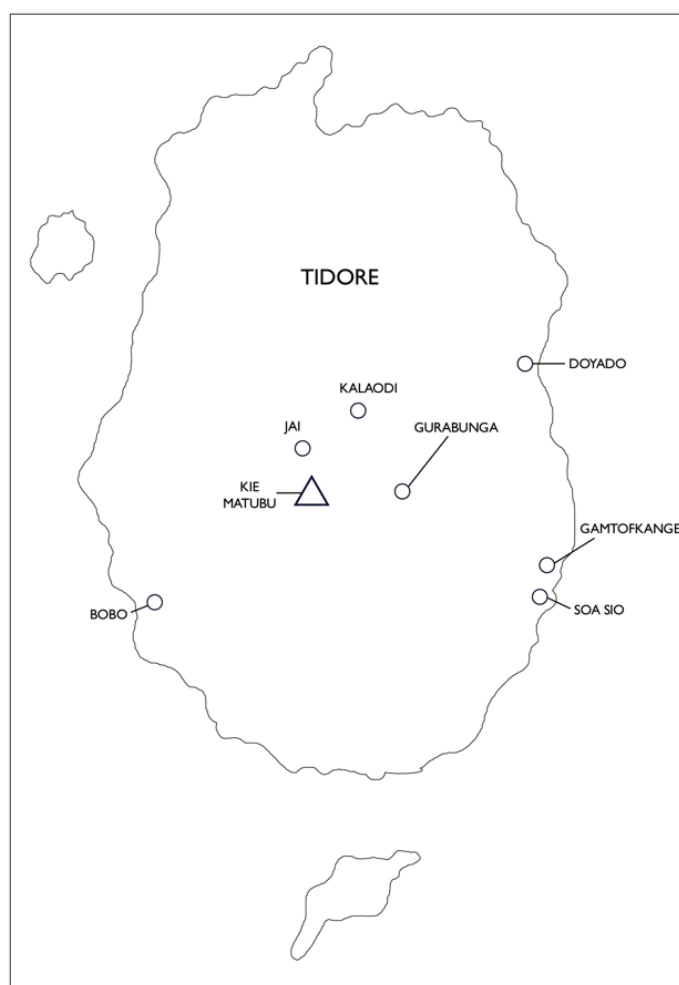 TIDORE
DOYADO
KALAODI
JAI
GURABUNGA
KIE
MATUBU
GAMTOFKANGE
BOBO
SOA SIO